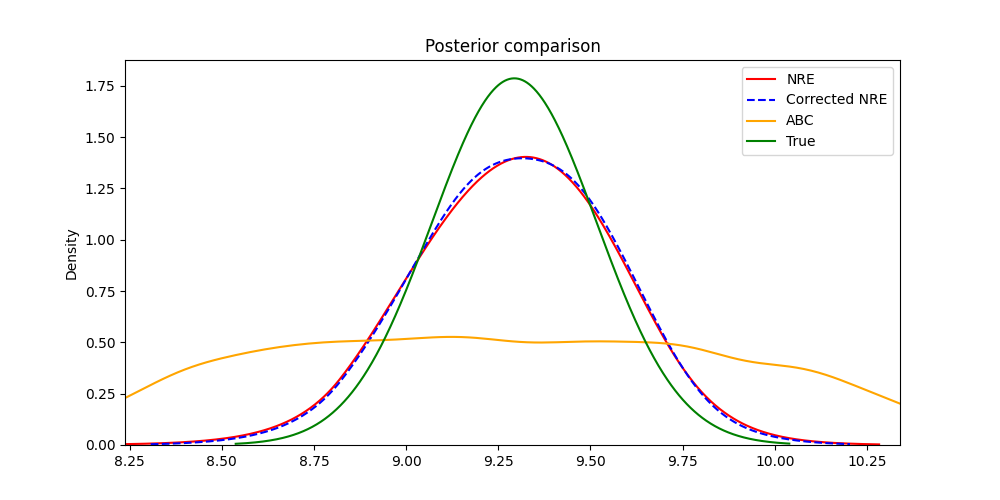 Posterior comparison
NRE
Corrected NRE
ABC
True
Density
1.75
1.50
1.25
1.00
0.75
0.50
0.25
0.00
8.25 8.50 8.75 9.00 9.25 9.50 9.75 10.00 10.25